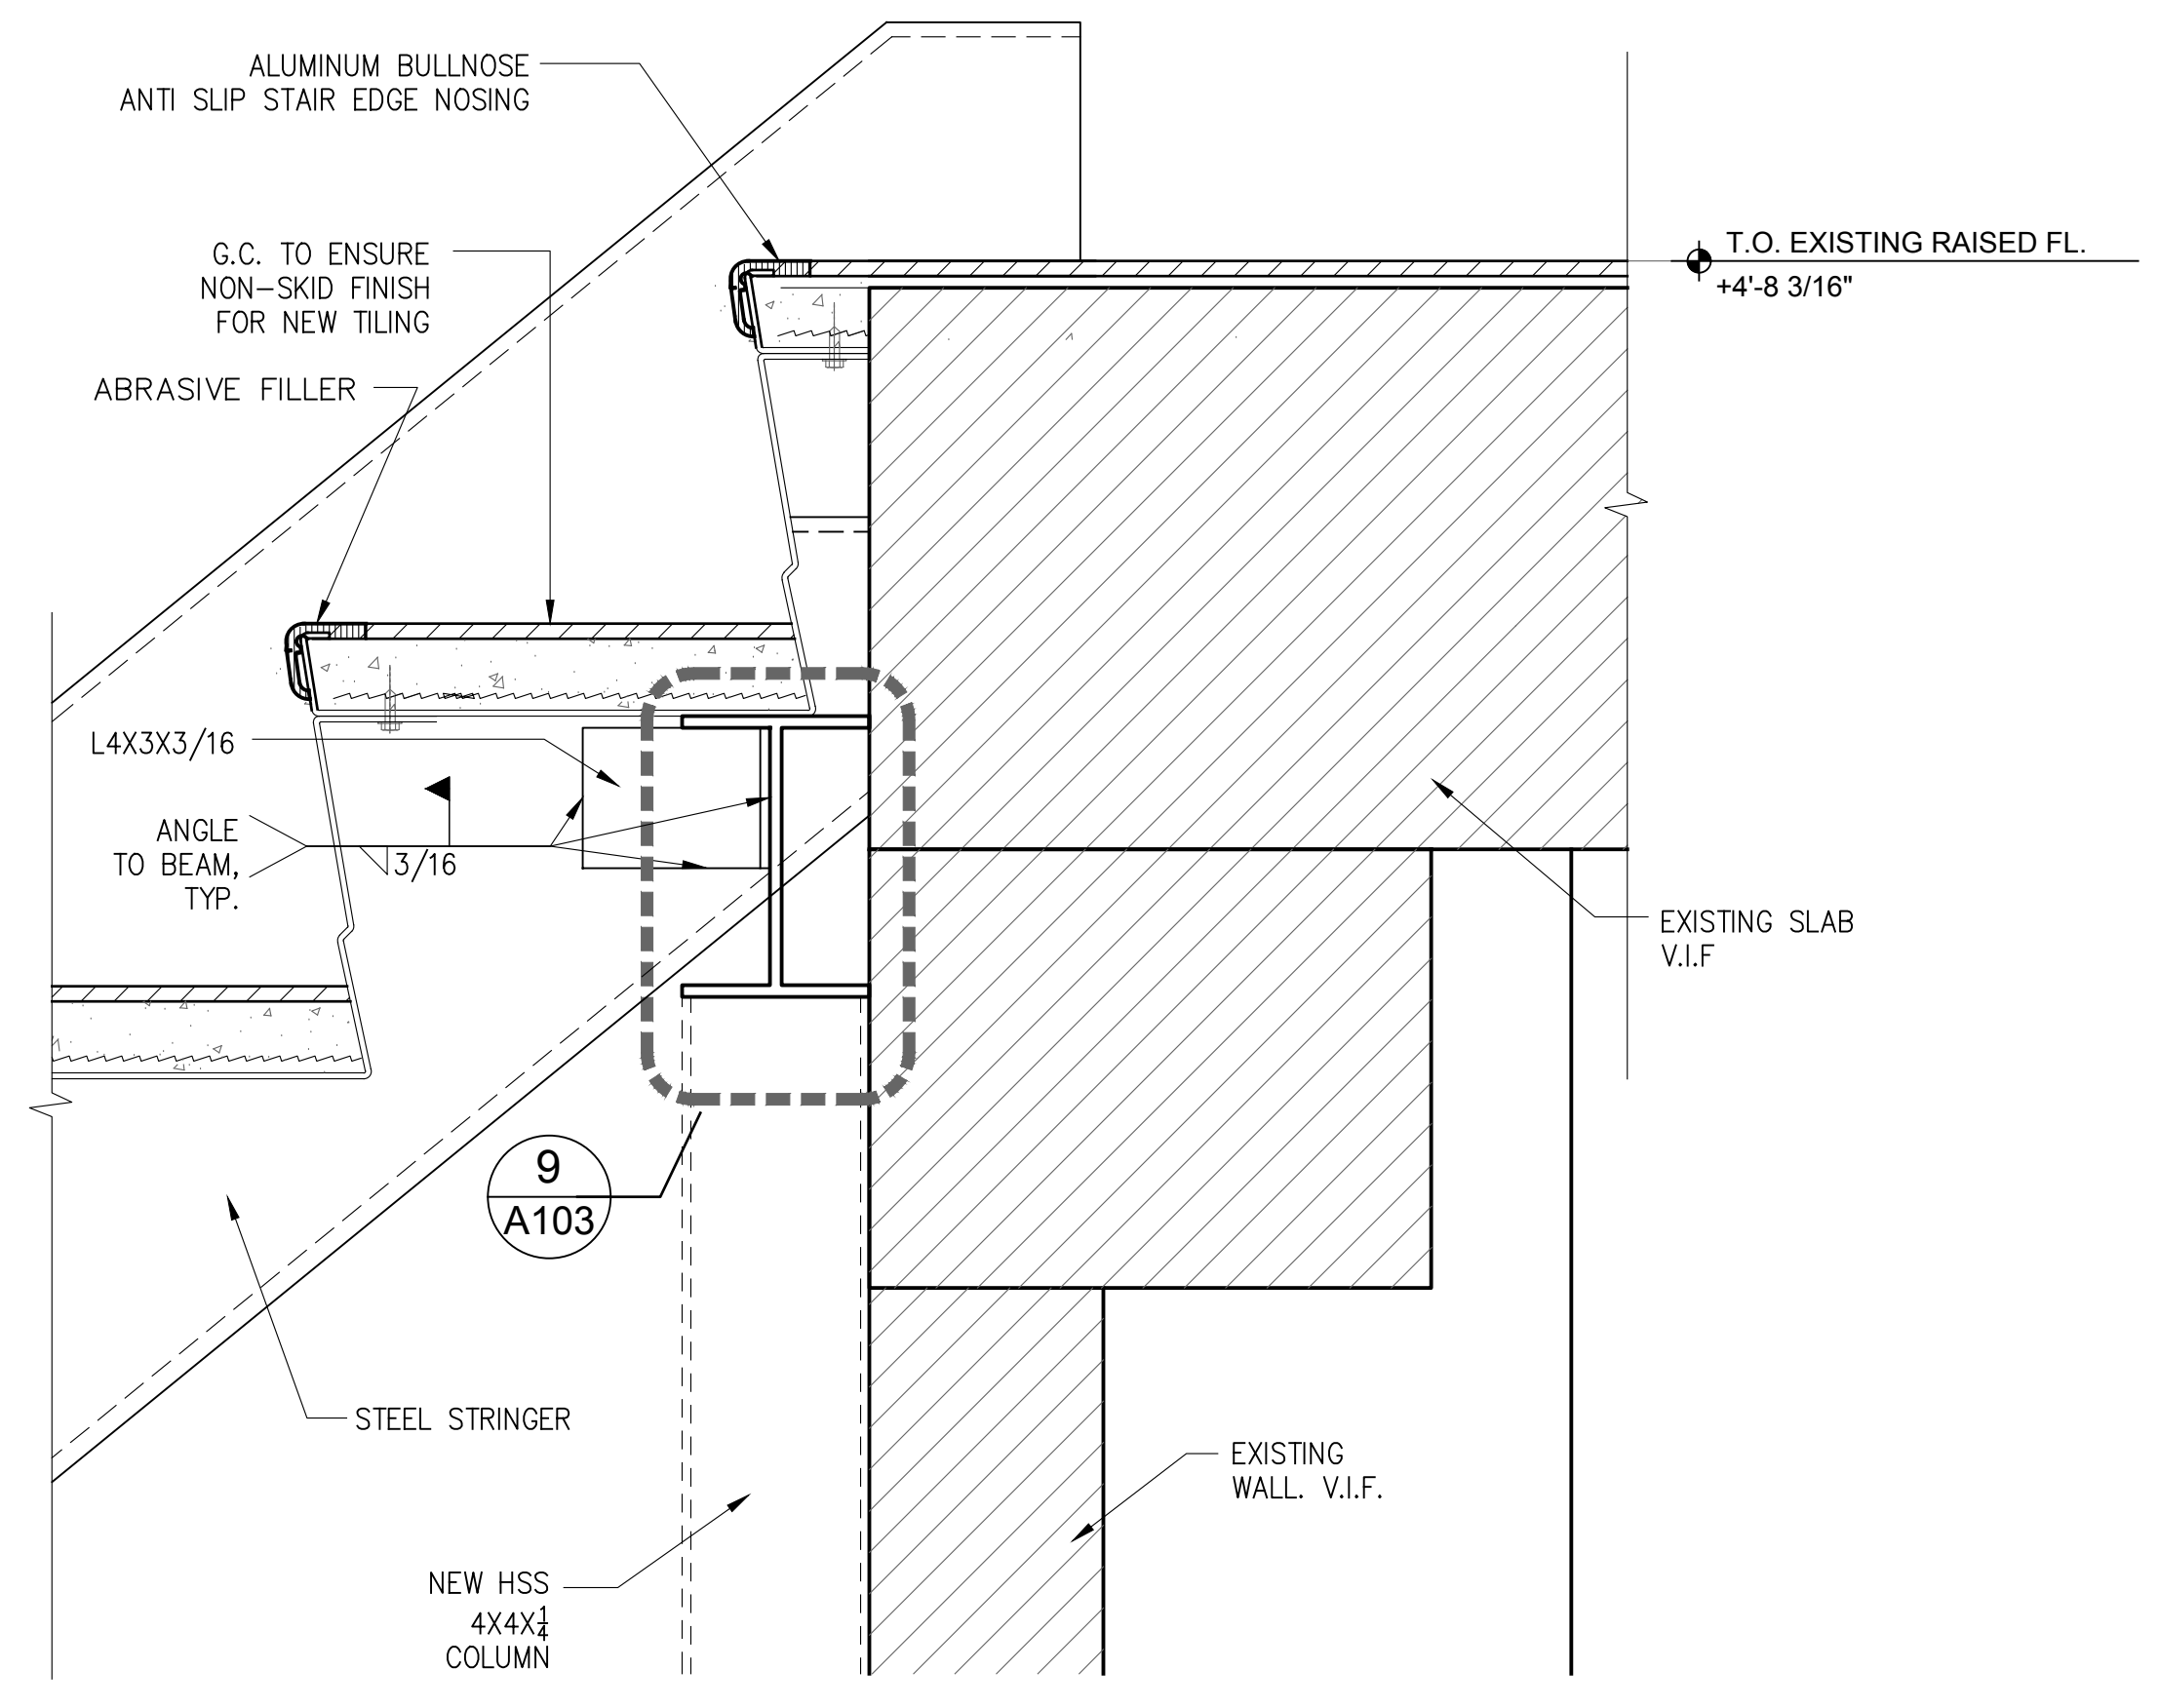 ALUMINUM BULLNOSE
ANTI SLIP STAIR EDGE NOSING
T.O. EXISTING RAISED FL.
+4'-8 3/16"
G.C. TO ENSURE
NON-SKID FINISH
FOR NEW TILING
ABRASIVE FILLER
L4X3X3/16
ANGLE
TO BEAM,
TYP.
3/16
EXISTING SLAB
V.I.F
9
A103
STEEL STRINGER
EXISTING
WALL. V.I.F.
NEW HSS
4X4X1/4
COLUMN